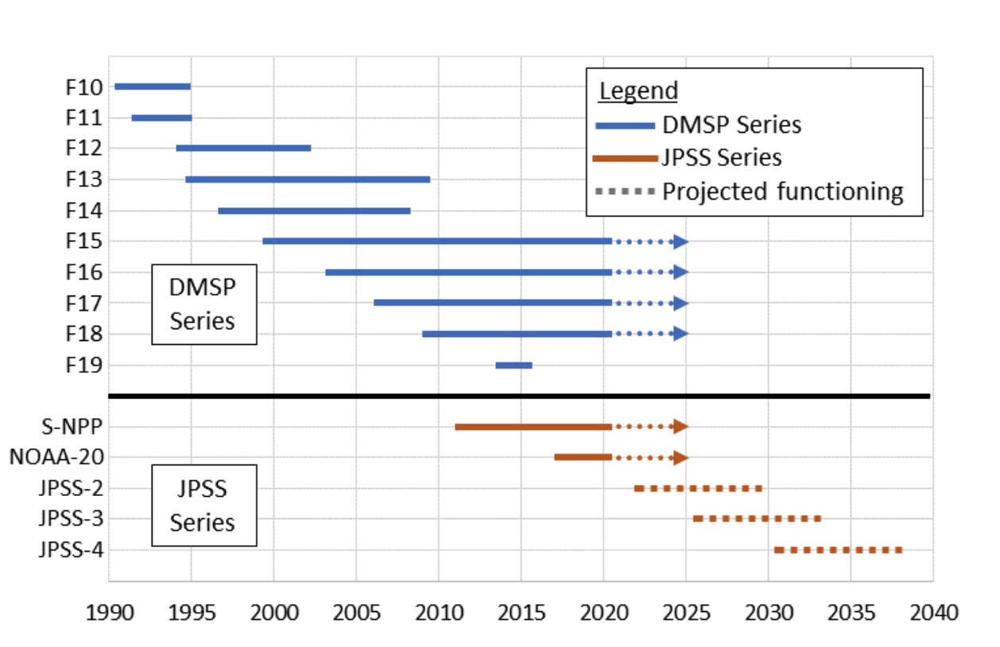 F10
F11
F12
F13
F14
F15
F16
F17
F18
F19
Legend
DMSP Series
JPSS Series
Projected functioning
DMSP
Series
S-NPP
NOAA-20
JPSS-2
JPSS-3
JPSS-4
JPSS
Series
1990 1995 2000 2005 2010 2015 2020 2025 2030 2035 2040